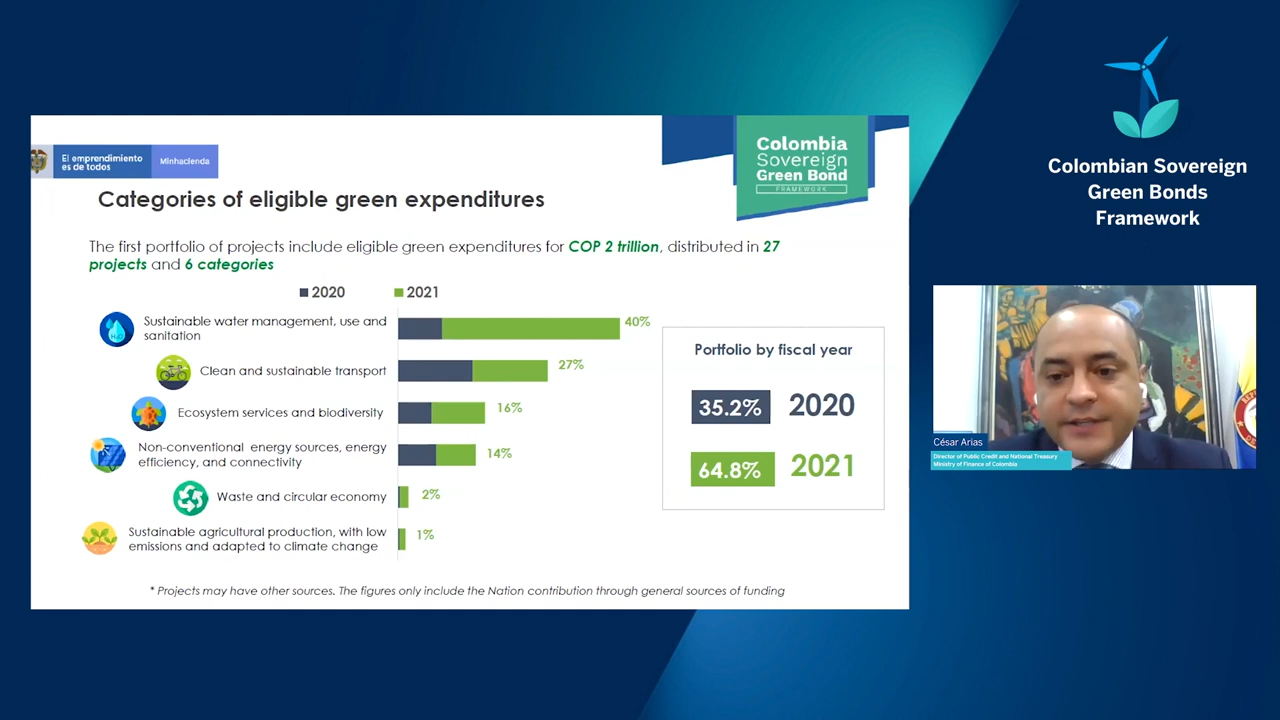 El emprendimiento
es de todos
Minhacienda
Colombia
Sovereign
Green Bond
FRAMEWORK
Categories of eligible green expenditures
The first portfolio of projects include eligible green expenditures for COP 2 trillion, distributed in 27
projects and 6 categories
2020
2021
Sustainable water management, use and
sanitation
40%
Clean and sustainable transport
27%
Ecosystem services and biodiversity
16%
Non-conventional energy sources, energy
efficiency, and connectivity
14%
Waste and circular economy
2%
Sustainable agricultural production, with low
emissions and adapted to climate change
1%
Portfolio by fiscal year
35.2% 2020
64.8% 2021
* Projects may have other sources. The figures only include the Nation contribution through general sources of funding
Colombian Sovereign
Green Bonds
Framework
César Arias
Director of Public Credit and National Treasury
Ministry of Finance of Colombia